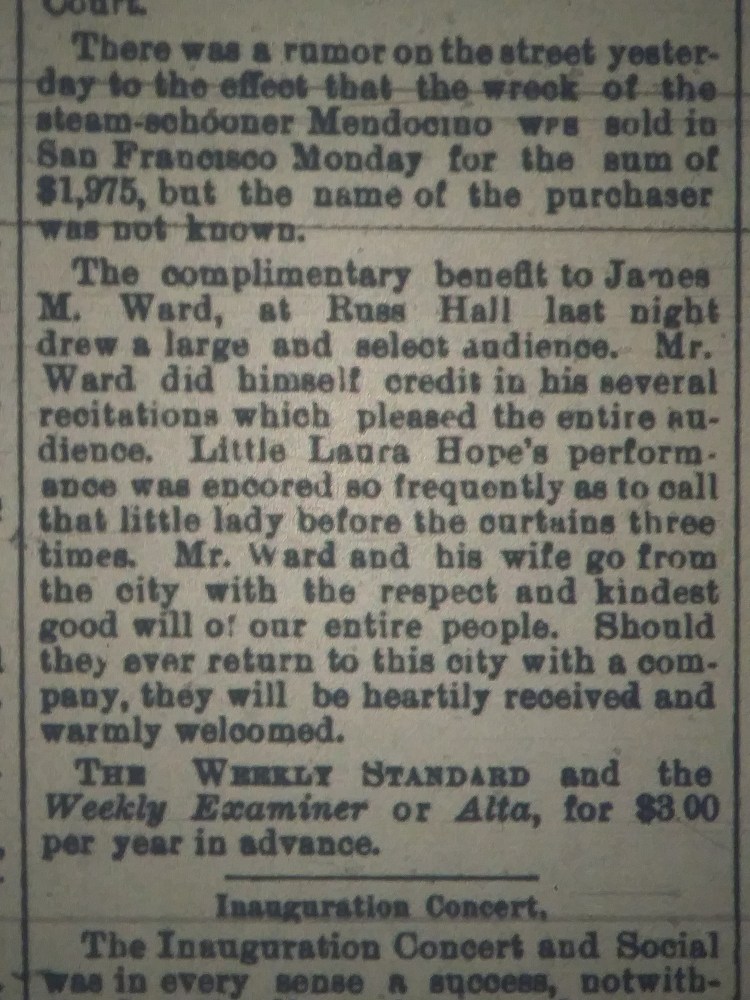 Court.
There was a rumor on the street yester-
day to the effect that the wreck of the
steam-schooner Mendocino wrs sold in
San Francisco Monday for the sum of
$1,975, but the name of the purchaser
was not known.
The complimentary benefit to James
M. Ward, at Russ Hall last night
drew a large and select audience. Mr.
Ward did himself credit in his several
recitations which pleased the entire au-
dience. Little Laura Hope's perform-
ance was encored so frequently as to call
that little lady before the curtains three
times. Mr. Ward and his wife go from
the city with the respect and kindest
good will of our entire people. Should
they ever return to this city with a com-
pany, they will be heartily received and
warmly welcomed.
THE WEEKLY STANDARD and the
Weekly Examiner or Alta, for $3 00
per year in advance.
Inauguration Concert.
The Inauguration Concert and Social
was in every sense a success, notwith-